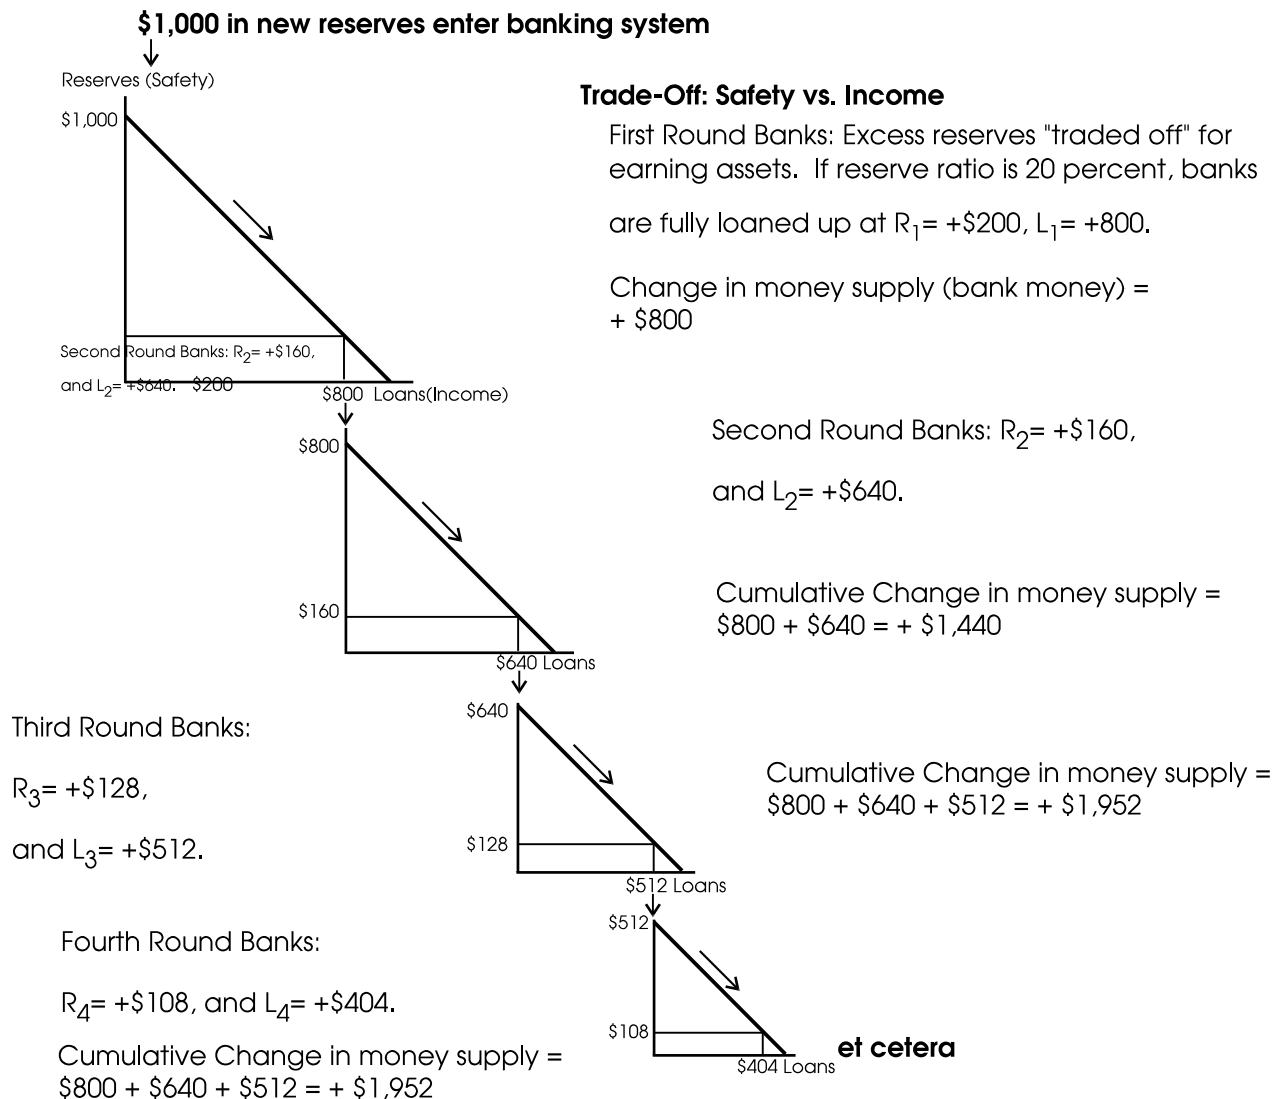 $1,000 in new reserves enter banking system
Reserves (Safety)
$1,000
Trade-Off: Safety vs. Income
First Round Banks: Excess reserves "traded off" for
earning assets. If reserve ratio is 20 percent, banks
are fully loaned up at R1= +$200, L1= +800.
Change in money supply (bank money) =
+ $800
Second Round Banks: R2= +$160,
and L2= +$640. $200
$800 Loans(Income)
$800
Second Round Banks: R2= +$160,
and L2= +$640.
$160
$640 Loans
Cumulative Change in money supply =
$800 + $640 = + $1,440
$640
Third Round Banks:
R3= +$128,
and L3= +$512.
$128
$512 Loans
Cumulative Change in money supply =
$800 + $640 + $512 = + $1,952
$512
Fourth Round Banks:
R4= +$108, and L4= +$404.
Cumulative Change in money supply =
$800 + $640 + $512 = + $1,952
$108
$404 Loans
et cetera